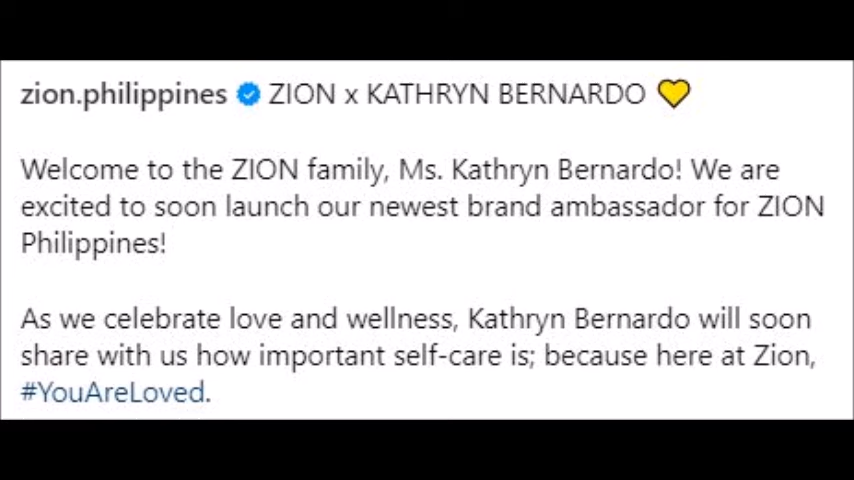 zion.philippines ZION x KATHRYN BERNARDO 💛
Welcome to the ZION family, Ms. Kathryn Bernardo! We are
excited to soon launch our newest brand ambassador for ZION
Philippines!
As we celebrate love and wellness, Kathryn Bernardo will soon
share with us how important self-care is; because here at Zion,
#YouAreLoved.